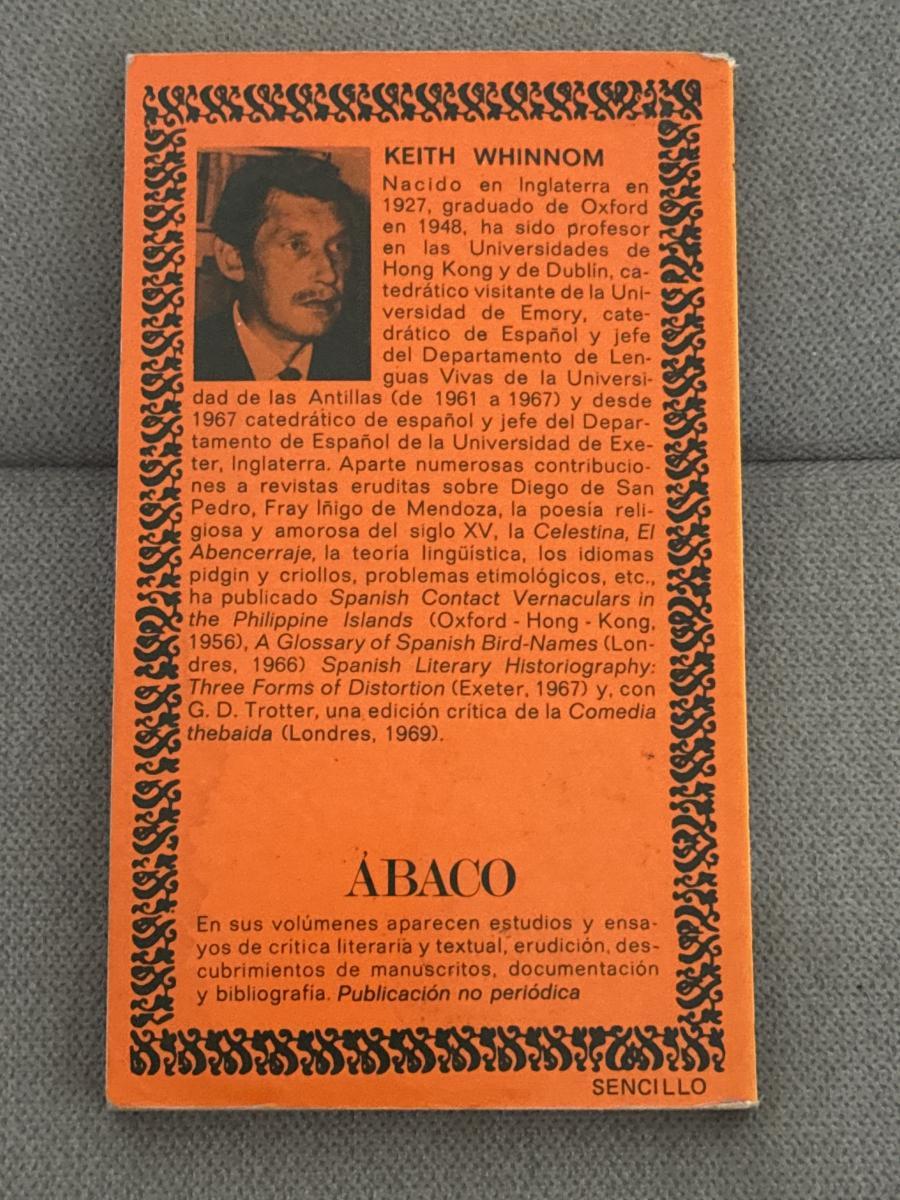 KEITH WHINNOM
Nacido en Inglaterra en
1927, graduado de Oxford
en 1948, ha sido profesor
en las Universidades de
Hong Kong y de Dublín, ca-
tedrático visitante de la Uni-
versidad de Emory, cate-
drático de Español y jefe
del Departamento de Len-
guas Vivas de la Universi-
dad de las Antillas (de 1961 a 1967) y desde
1967 catedrático de español y jefe del Depar-
tamento de Español de la Universidad de Exe-
ter, Inglaterra. Aparte numerosas contribucio-
nes a revistas eruditas sobre Diego de San
Pedro, Fray Iñigo de Mendoza, la poesía reli-
giosa y amorosa del siglo XV, la Celestina, El
Abencerraje, la teoría lingüística, los idiomas
pidgin y criollos, problemas etimológicos, etc.,
ha publicado Spanish Contact Vernaculars in
the Philippine Islands (Oxford - Hong - Kong,
1956), A Glossary of Spanish Bird-Names (Lon-
dres, 1966) Spanish Literary Historiography:
Three Forms of Distortion (Exeter, 1967) y, con
G. D. Trotter, una edición crítica de la Comedia
thebaida (Londres, 1969).
ÁBACO
En sus volúmenes aparecen estudios y ensa-
yos de crítica literaria y textual, erudición, des-
cubrimientos de manuscritos, documentación
y bibliografía. Publicación no periódica
SENCILLO